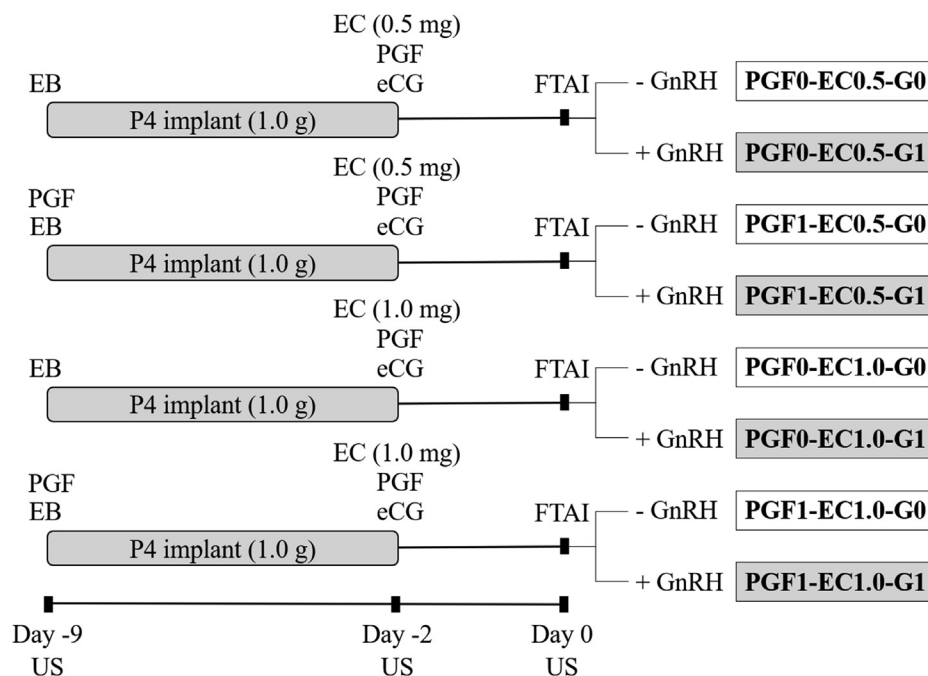 EC (0.5 mg)
PGF
EB eCG FTAI - GnRH PGF0-EC0.5-G0
P4 implant (1.0 g)
+ GnRH PGF0-EC0.5-G1
EC (0.5 mg)
PGF PGF
EB eCG FTAI - GnRH PGF1-EC0.5-G0
P4 implant (1.0 g)
+ GnRH PGF1-EC0.5-G1
EC (1.0 mg)
PGF
EB eCG FTAI - GnRH PGF0-EC1.0-G0
P4 implant (1.0 g)
+ GnRH PGF0-EC1.0-G1
EC (1.0 mg)
PGF PGF
EB eCG FTAI - GnRH PGF1-EC1.0-G0
P4 implant (1.0 g)
+ GnRH PGF1-EC1.0-G1
Day -9 Day -2 Day 0
US US US